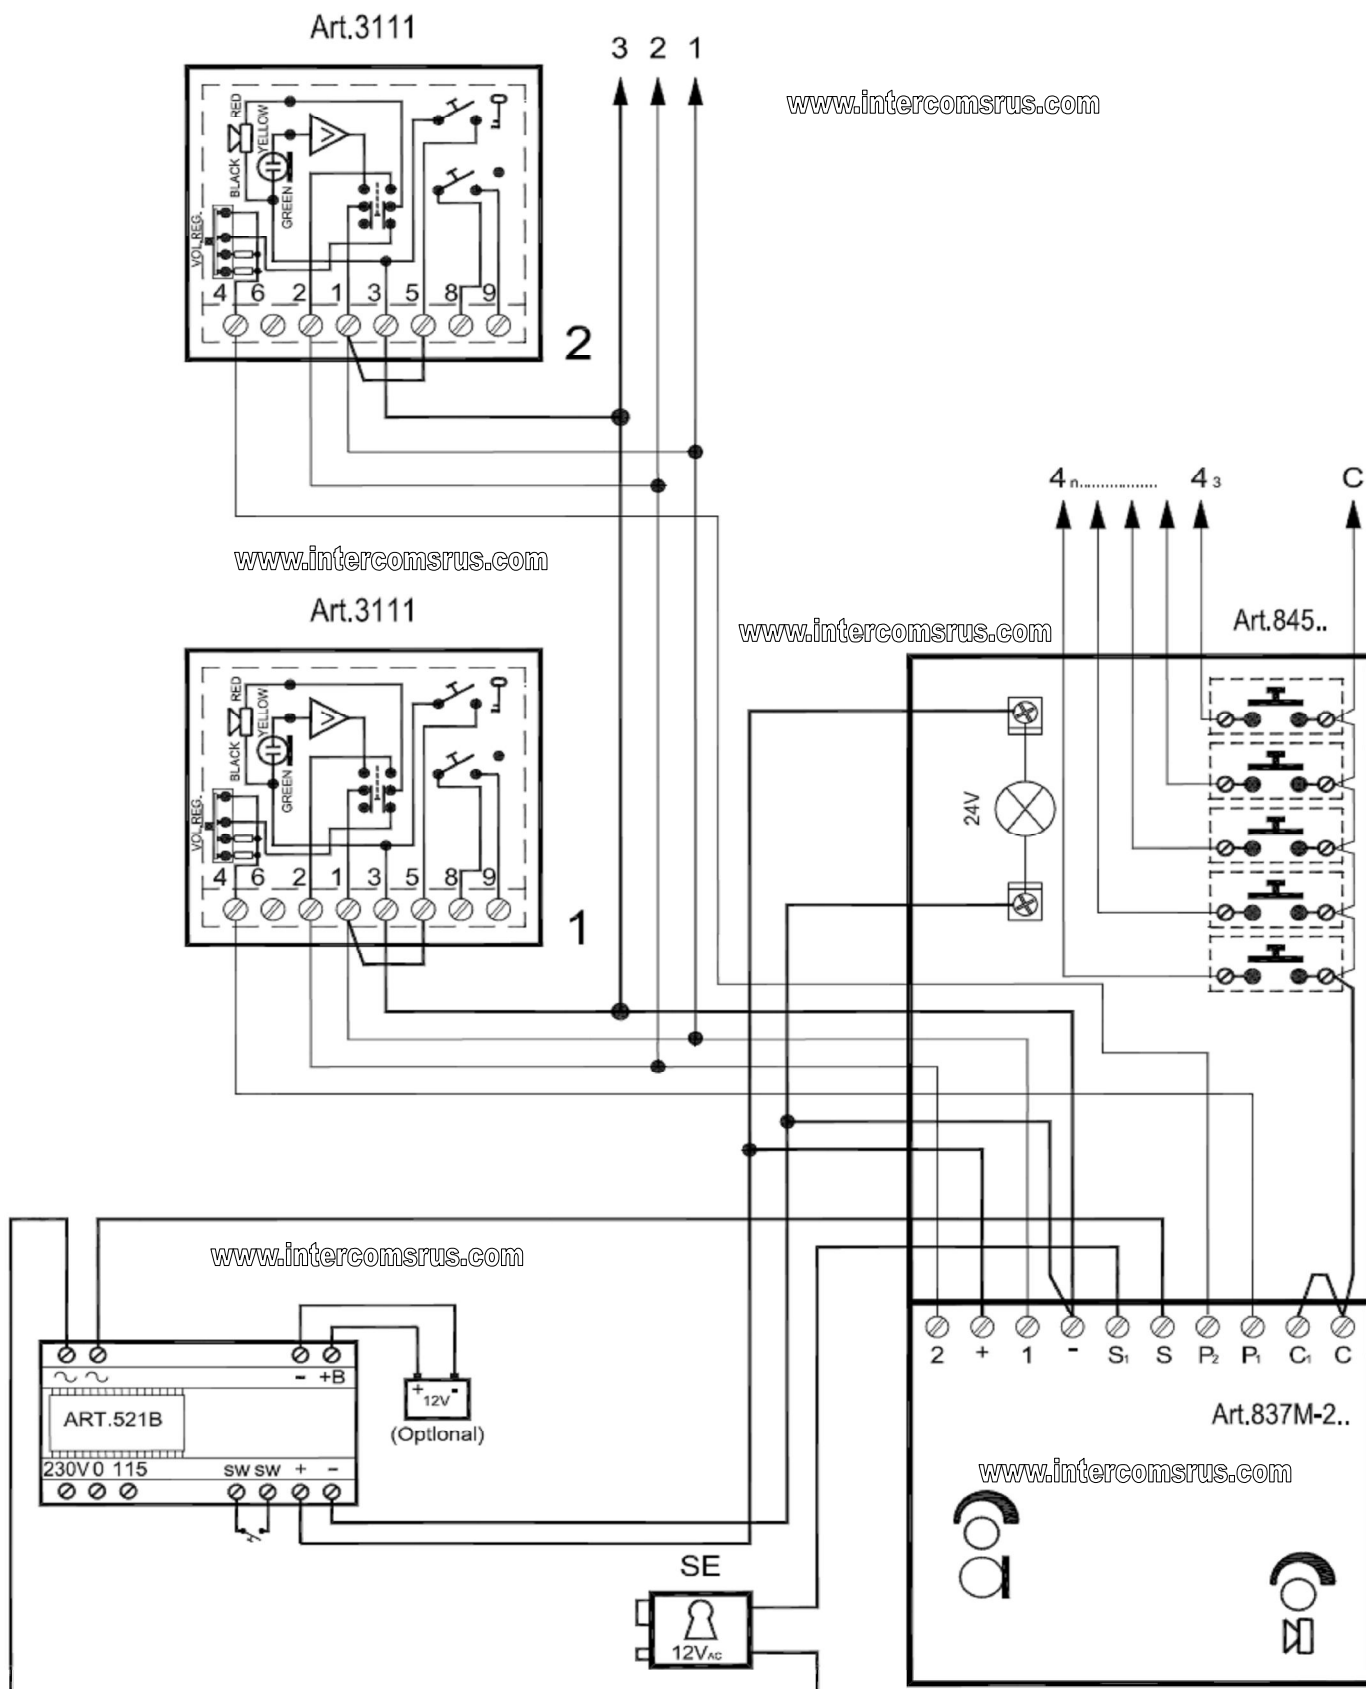 Art.3111
3 2 1
www.intercomsrus.com
RED
YELLOW
BLACK
GREEN
VOL.REG.
4 6 2 1 3 5 8 9
2
4 n................. 4 3 C
www.intercomsrus.com
Art.3111
www.intercomsrus.com
Art.845..
RED
YELLOW
BLACK
GREEN
VOL.REG.
24V
4 6 2 1 3 5 8 9
1
www.intercomsrus.com
2 + 1 - S1 S P2 P1 C1 C
- +B
ART.521B
+ -
12V
(Optional)
Art.837M-2..
230V 0 115 SW SW + -
www.intercomsrus.com
SE
12VAC